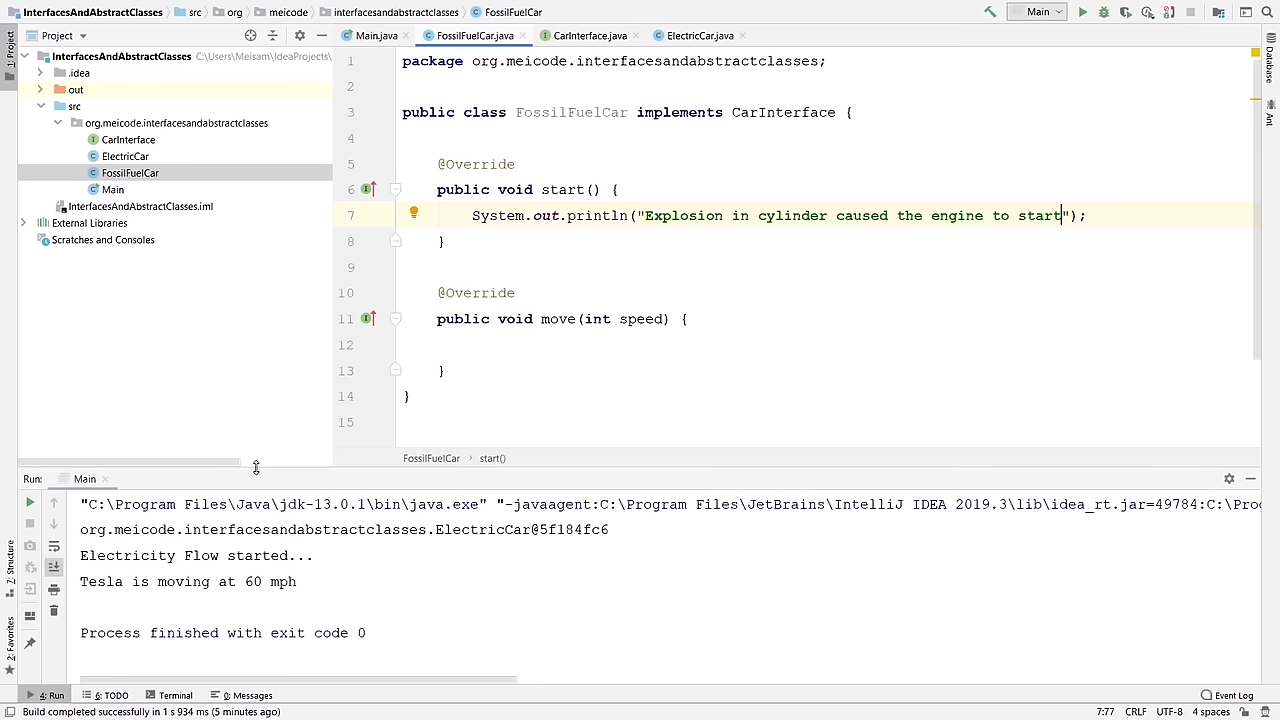 InterfacesAndAbstractClasses > src > org > meicode > interfacesandabstractclasses > FossilFuelCar
Main
Project
Main.java
FossilFuelCar.java
CarInterface.java
ElectricCar.java
1: Project
InterfacesAndAbstractClasses C:\Users\Meisam\IdeaProjects\
.idea
out
src
org.meicode.interfacesandabstractclasses
CarInterface
ElectricCar
FossilFuelCar
Main
InterfacesAndAbstractClasses.iml
External Libraries
Scratches and Consoles
1 package org.meicode.interfacesandabstractclasses;
2
3 public class FossilFuelCar implements CarInterface {
4
5 @Override
6 public void start() {
7 System.out.println("Explosion in cylinder caused the engine to start");
8 }
9
10 @Override
11 public void move(int speed) {
12
13 }
14 }
15
FossilFuelCar > start()
Database
Ant
Run: Main
"C:\Program Files\Java\jdk-13.0.1\bin\java.exe" "-javaagent:C:\Program Files\JetBrains\IntelliJ IDEA 2019.3\lib\idea_rt.jar=49784:C:\Pro
org.meicode.interfacesandabstractclasses.ElectricCar@5f184fc6
Electricity Flow started...
Tesla is moving at 60 mph
Process finished with exit code 0
7: Structure
2: Favorites
4: Run
6: TODO
Terminal
0: Messages
Event Log
Build completed successfully in 1 s 934 ms (5 minutes ago)
7:77 CRLF UTF-8 4 spaces